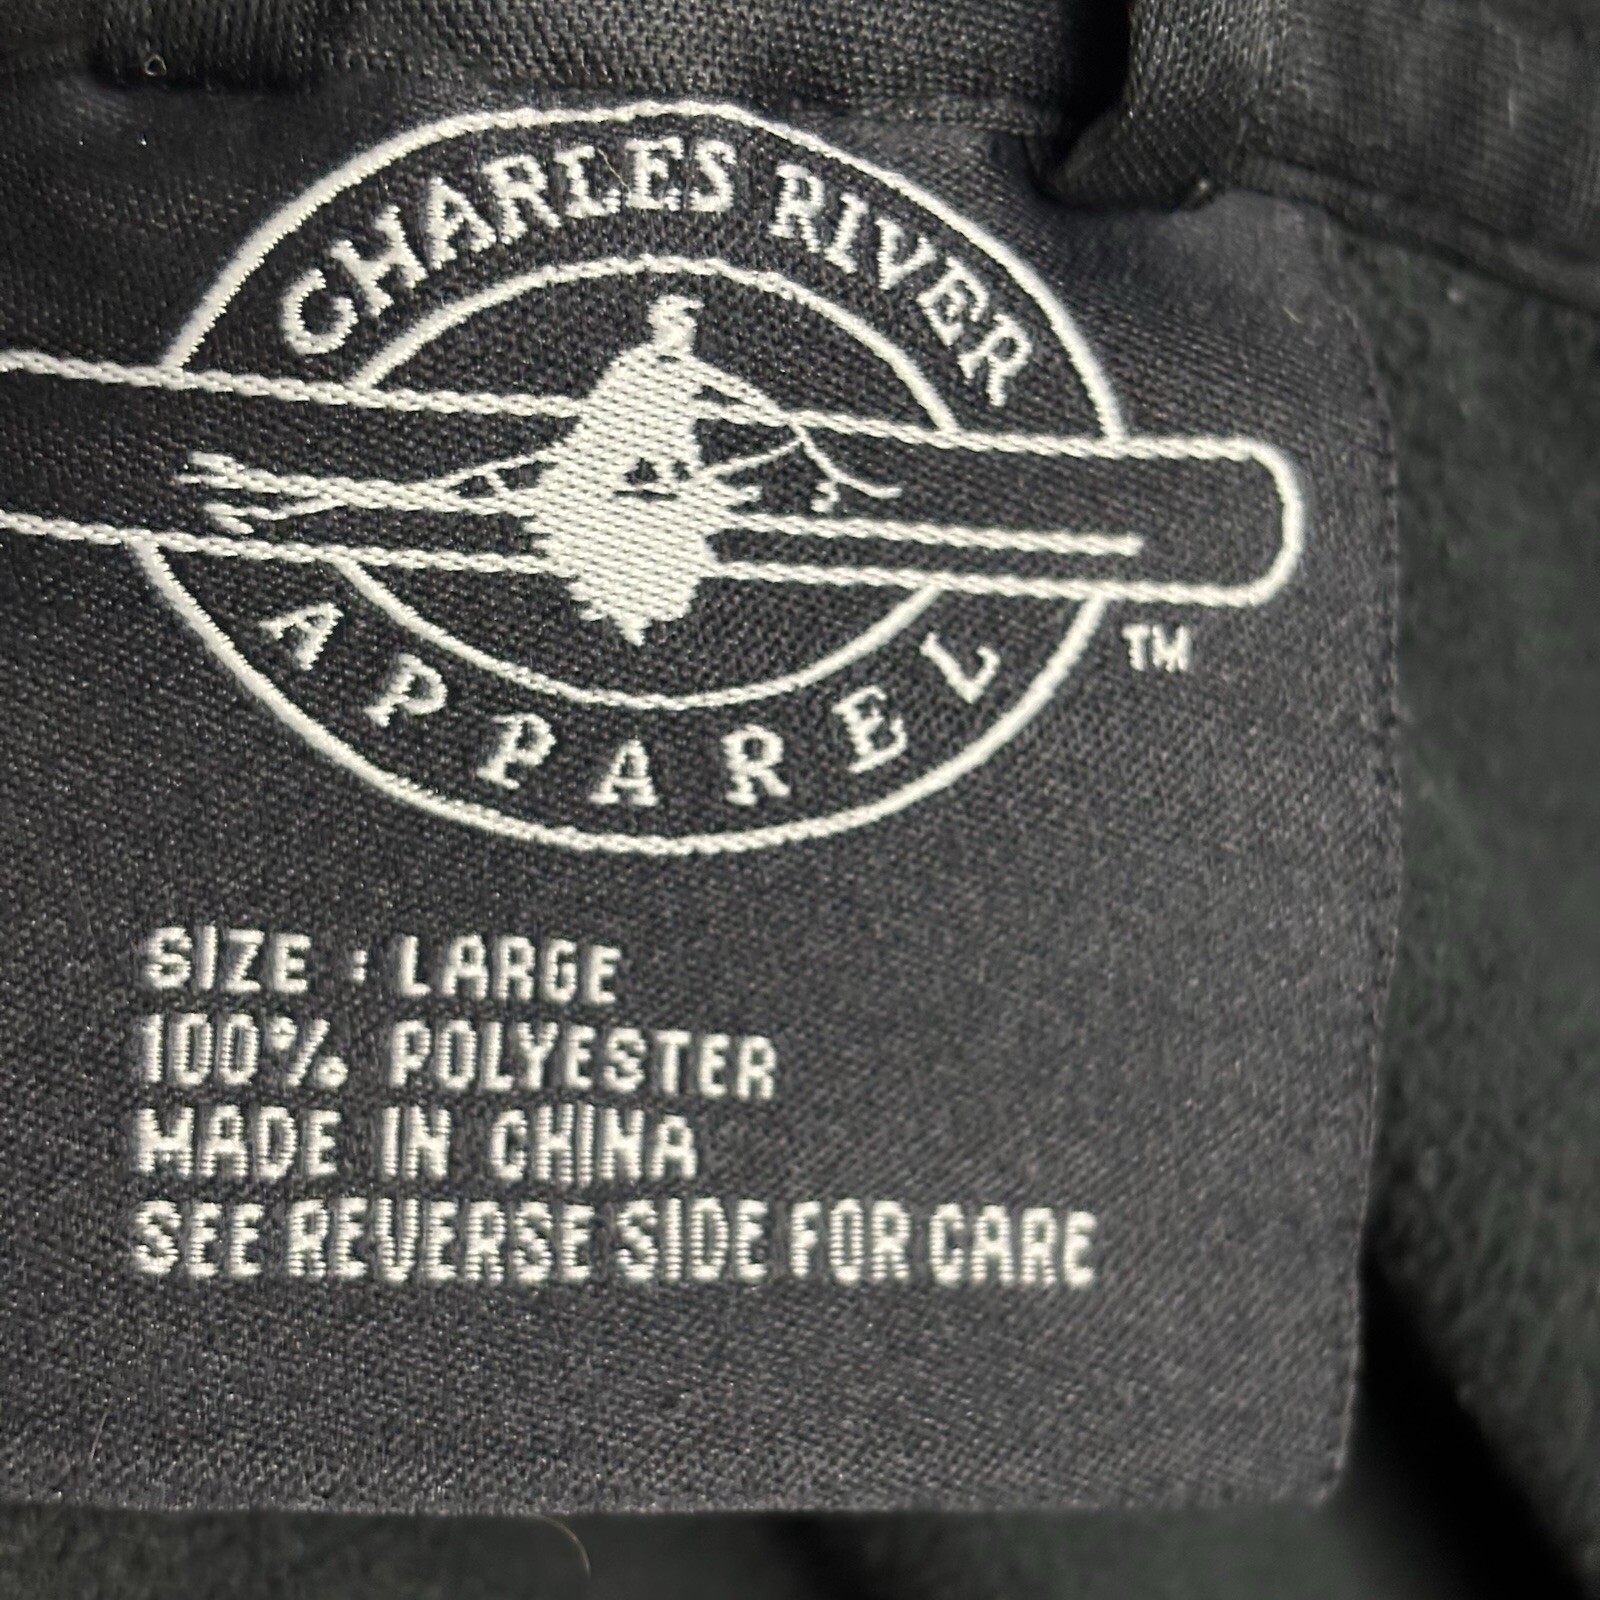 CHARLES RIVER
APPAREL
TM
SIZE : LARGE
100% POLYESTER
MADE IN CHINA
SEE REVERSE SIDE FOR CARE